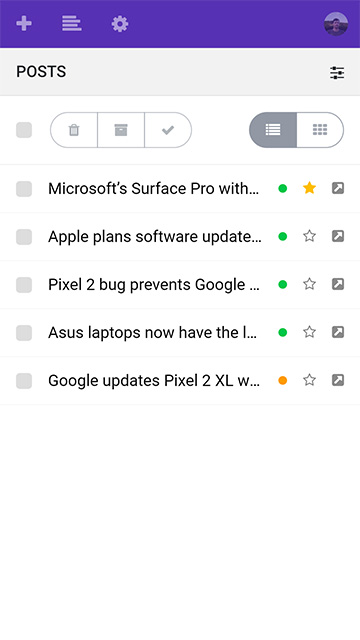 POSTS
Microsoft’s Surface Pro with...
Apple plans software update...
Pixel 2 bug prevents Google ...
Asus laptops now have the l...
Google updates Pixel 2 XL w...